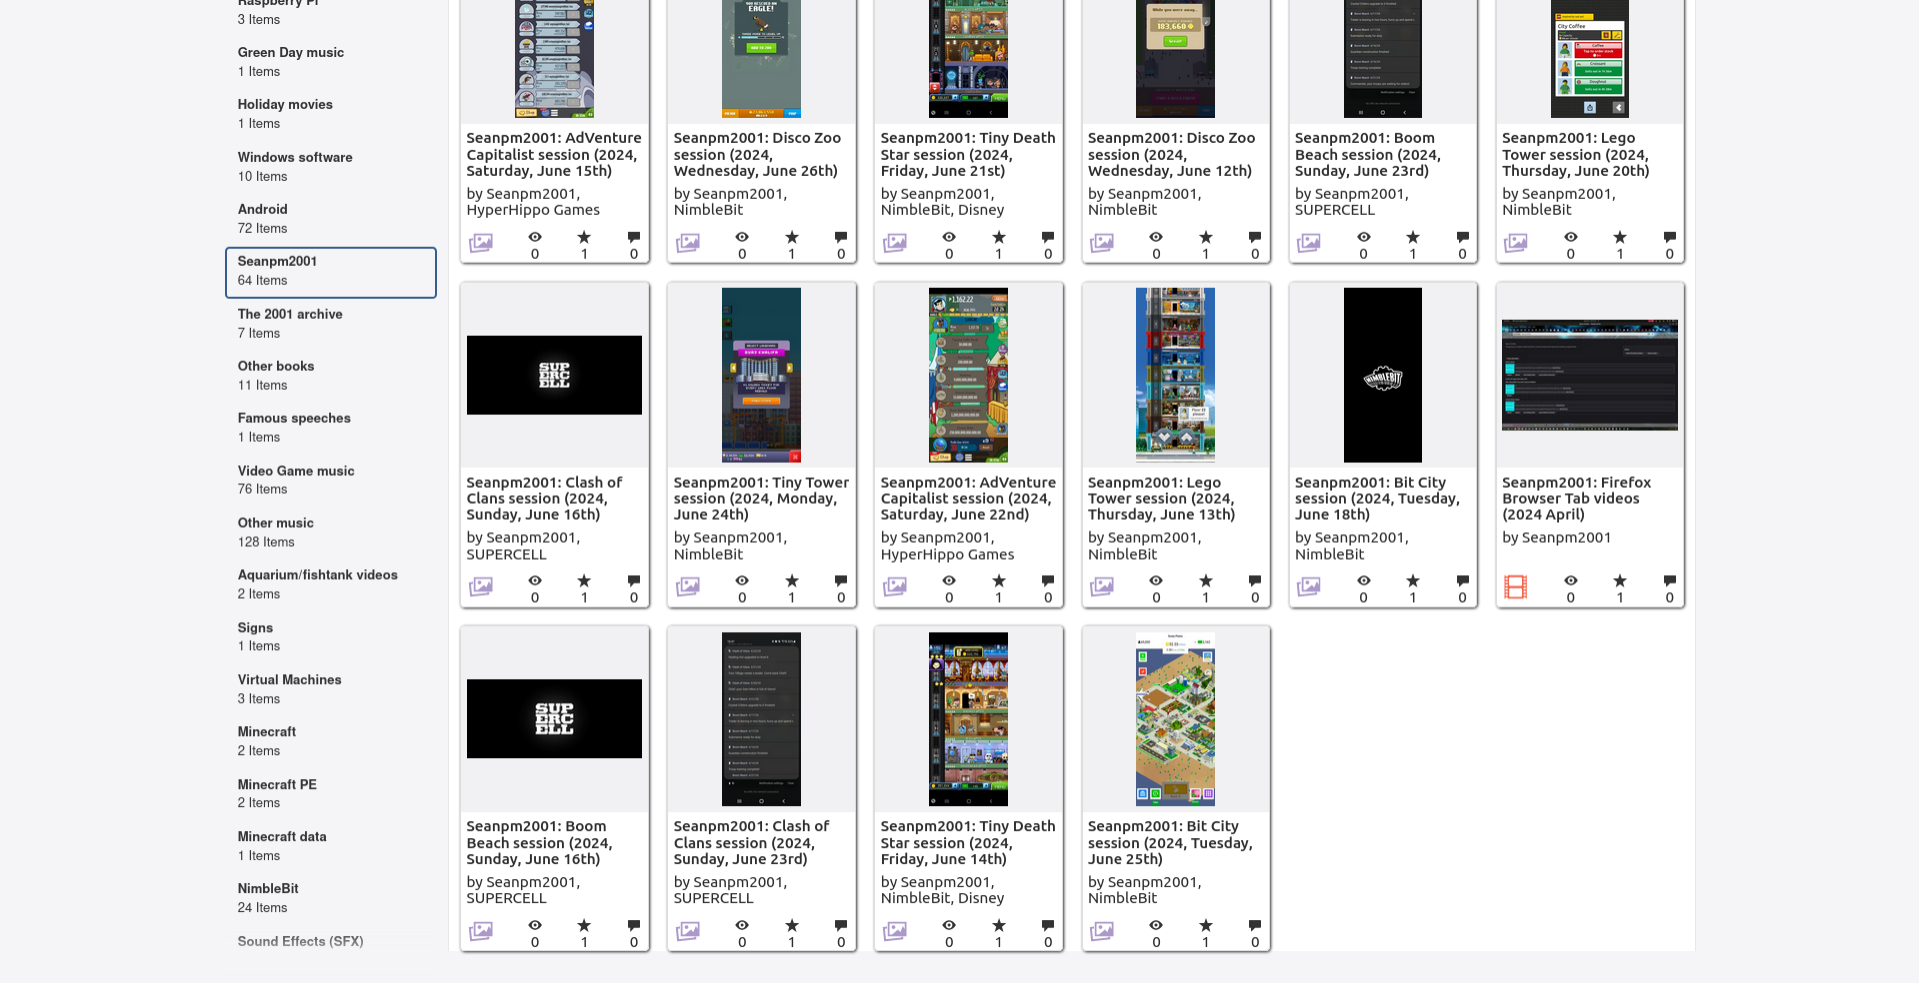 Raspberry Pi
3 Items
Green Day music
1 Items
Holiday movies
1 Items
Windows software
10 Items
Android
72 Items
Seanpm2001
64 Items
The 2001 archive
7 Items
Other books
11 Items
Famous speeches
1 Items
Video Game music
76 Items
Other music
128 Items
Aquarium/fishtank videos
2 Items
Signs
1 Items
Virtual Machines
3 Items
Minecraft
2 Items
Minecraft PE
2 Items
Minecraft data
1 Items
NimbleBit
24 Items
Sound Effects (SFX)
Seanpm2001: AdVenture
Capitalist session (2024,
Saturday, June 15th)
by Seanpm2001,
HyperHippo Games
0 1 0
EAGLE!
Seanpm2001: Disco Zoo
session (2024,
Wednesday, June 26th)
by Seanpm2001,
NimbleBit
0 1 0
Seanpm2001: Tiny Death
Star session (2024,
Friday, June 21st)
by Seanpm2001,
NimbleBit, Disney
0 1 0
183,660
Seanpm2001: Disco Zoo
session (2024,
Wednesday, June 12th)
by Seanpm2001,
NimbleBit
0 1 0
Seanpm2001: Boom
Beach session (2024,
Sunday, June 23rd)
by Seanpm2001,
SUPERCELL
0 1 0
City Coffee
Coffee
Seanpm2001: Lego
Tower session (2024,
Thursday, June 20th)
by Seanpm2001,
NimbleBit
0 1 0
SUP
ERC
ELL
Seanpm2001: Clash of
Clans session (2024,
Sunday, June 16th)
by Seanpm2001,
SUPERCELL
0 1 0
Seanpm2001: Tiny Tower
session (2024, Monday,
June 24th)
by Seanpm2001,
NimbleBit
0 1 0
Seanpm2001: AdVenture
Capitalist session (2024,
Saturday, June 22nd)
by Seanpm2001,
HyperHippo Games
0 1 0
Seanpm2001: Lego
Tower session (2024,
Thursday, June 13th)
by Seanpm2001,
NimbleBit
0 1 0
NIMBLEBIT
Seanpm2001: Bit City
session (2024, Tuesday,
June 18th)
by Seanpm2001,
NimbleBit
0 1 0
Seanpm2001: Firefox
Browser Tab videos
(2024 April)
by Seanpm2001
0 1 0
SUP
ERC
ELL
Seanpm2001: Boom
Beach session (2024,
Sunday, June 16th)
by Seanpm2001,
SUPERCELL
0 1 0
Seanpm2001: Clash of
Clans session (2024,
Sunday, June 23rd)
by Seanpm2001,
SUPERCELL
0 1 0
Seanpm2001: Tiny Death
Star session (2024,
Friday, June 14th)
by Seanpm2001,
NimbleBit, Disney
0 1 0
Seanpm2001: Bit City
session (2024, Tuesday,
June 25th)
by Seanpm2001,
NimbleBit
0 1 0